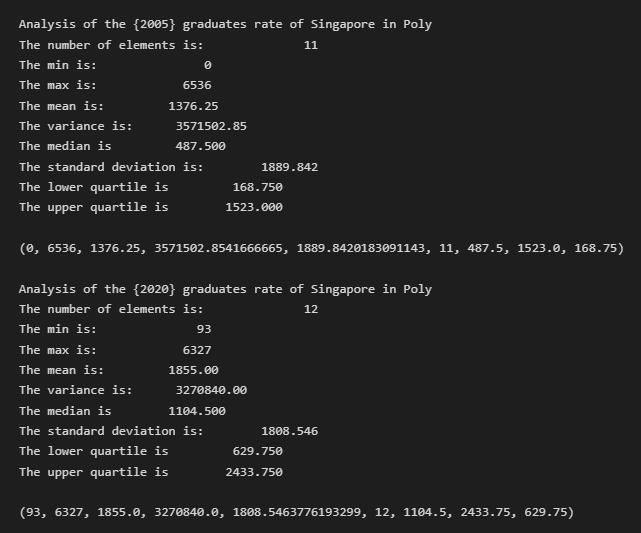 Analysis of the {2005} graduates rate of Singapore in Poly
The number of elements is: 11
The min is: 0
The max is: 6536
The mean is: 1376.25
The variance is: 3571502.85
The median is 487.500
The standard deviation is: 1889.842
The lower quartile is 168.750
The upper quartile is 1523.000
(0, 6536, 1376.25, 3571502.8541666665, 1889.8420183091143, 11, 487.5, 1523.0, 168.75)
Analysis of the {2020} graduates rate of Singapore in Poly
The number of elements is: 12
The min is: 93
The max is: 6327
The mean is: 1855.00
The variance is: 3270840.00
The median is 1104.500
The standard deviation is: 1808.546
The lower quartile is 629.750
The upper quartile is 2433.750
(93, 6327, 1855.0, 3270840.0, 1808.5463776193299, 12, 1104.5, 2433.75, 629.75)